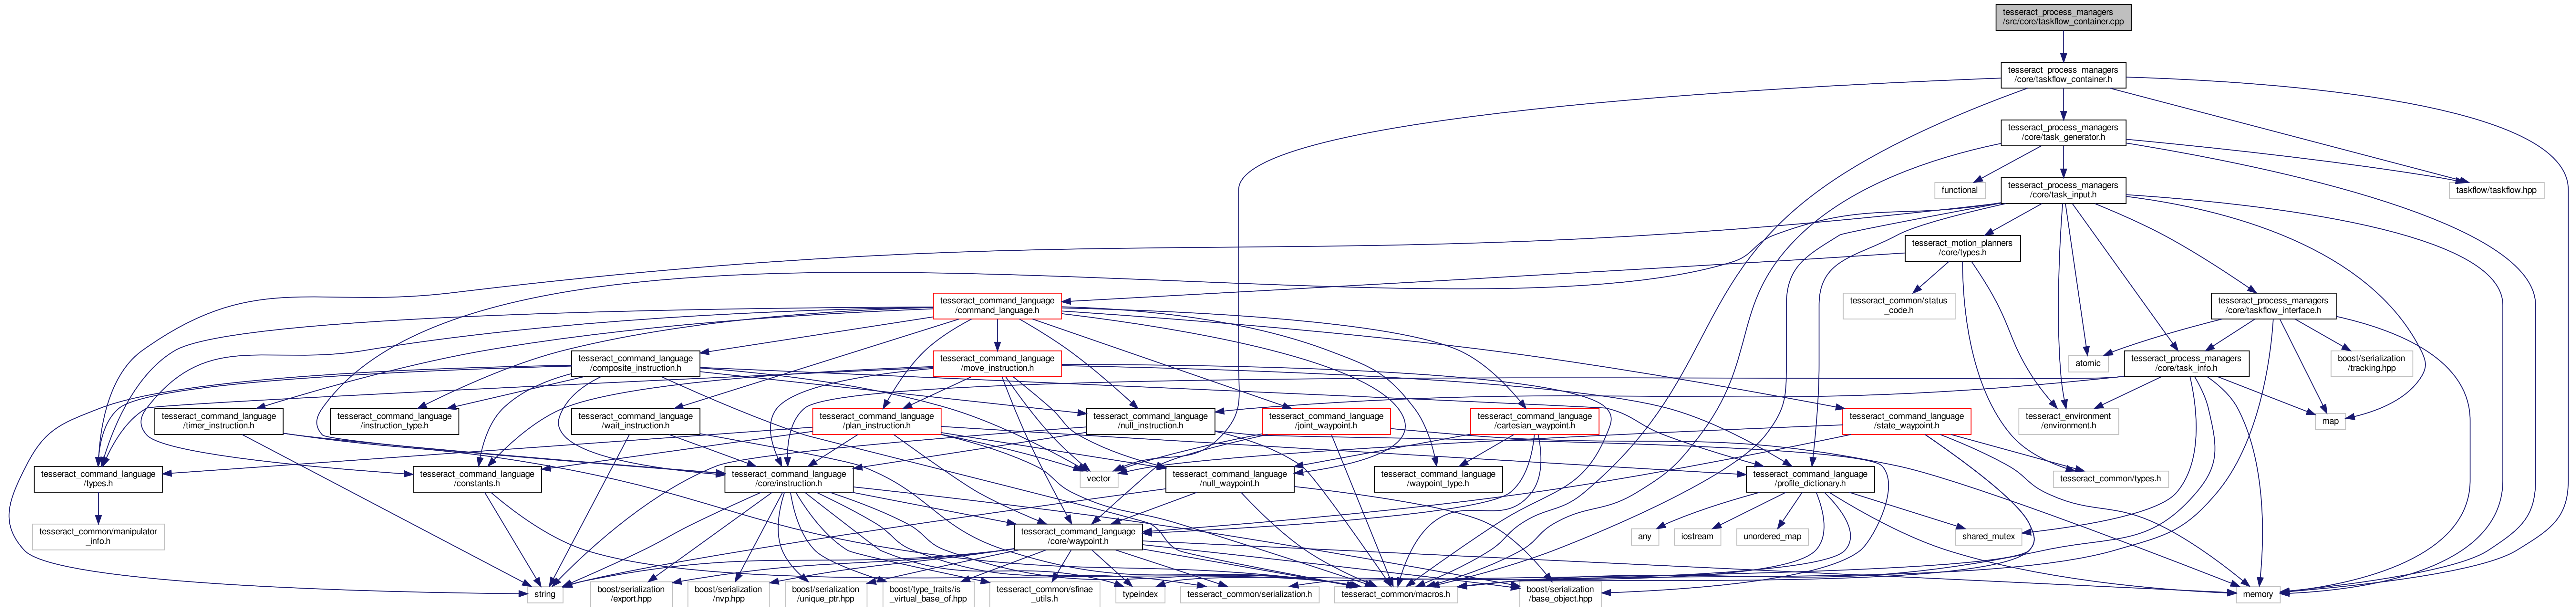 tesseract_process_managers
/src/core/taskflow_container.cpp
tesseract_process_managers
/core/taskflow_container.h
tesseract_process_managers
/core/task_generator.h
functional
tesseract_process_managers
/core/task_input.h
taskflow/taskflow.hpp
tesseract_motion_planners
/core/types.h
tesseract_command_language
/command_language.h
tesseract_common/status
_code.h
tesseract_process_managers
/core/taskflow_interface.h
tesseract_command_language
/composite_instruction.h
tesseract_command_language
/move_instruction.h
atomic
tesseract_process_managers
/core/task_info.h
boost/serialization
/tracking.hpp
tesseract_command_language
/timer_instruction.h
tesseract_command_language
/instruction_type.h
tesseract_command_language
/wait_instruction.h
tesseract_command_language
/plan_instruction.h
tesseract_command_language
/null_instruction.h
tesseract_command_language
/joint_waypoint.h
tesseract_command_language
/cartesian_waypoint.h
tesseract_command_language
/state_waypoint.h
tesseract_environment
/environment.h
map
tesseract_command_language
/types.h
tesseract_command_language
/constants.h
tesseract_command_language
/core/instruction.h
vector
tesseract_command_language
/null_waypoint.h
tesseract_command_language
/waypoint_type.h
tesseract_command_language
/profile_dictionary.h
tesseract_common/types.h
tesseract_common/manipulator
_info.h
tesseract_command_language
/core/waypoint.h
any
iostream
unordered_map
shared_mutex
string
boost/serialization
/export.hpp
boost/serialization
/nvp.hpp
boost/serialization
/unique_ptr.hpp
boost/type_traits/is
_virtual_base_of.hpp
tesseract_common/sfinae
_utils.h
typeindex
tesseract_common/serialization.h
tesseract_common/macros.h
boost/serialization
/base_object.hpp
memory